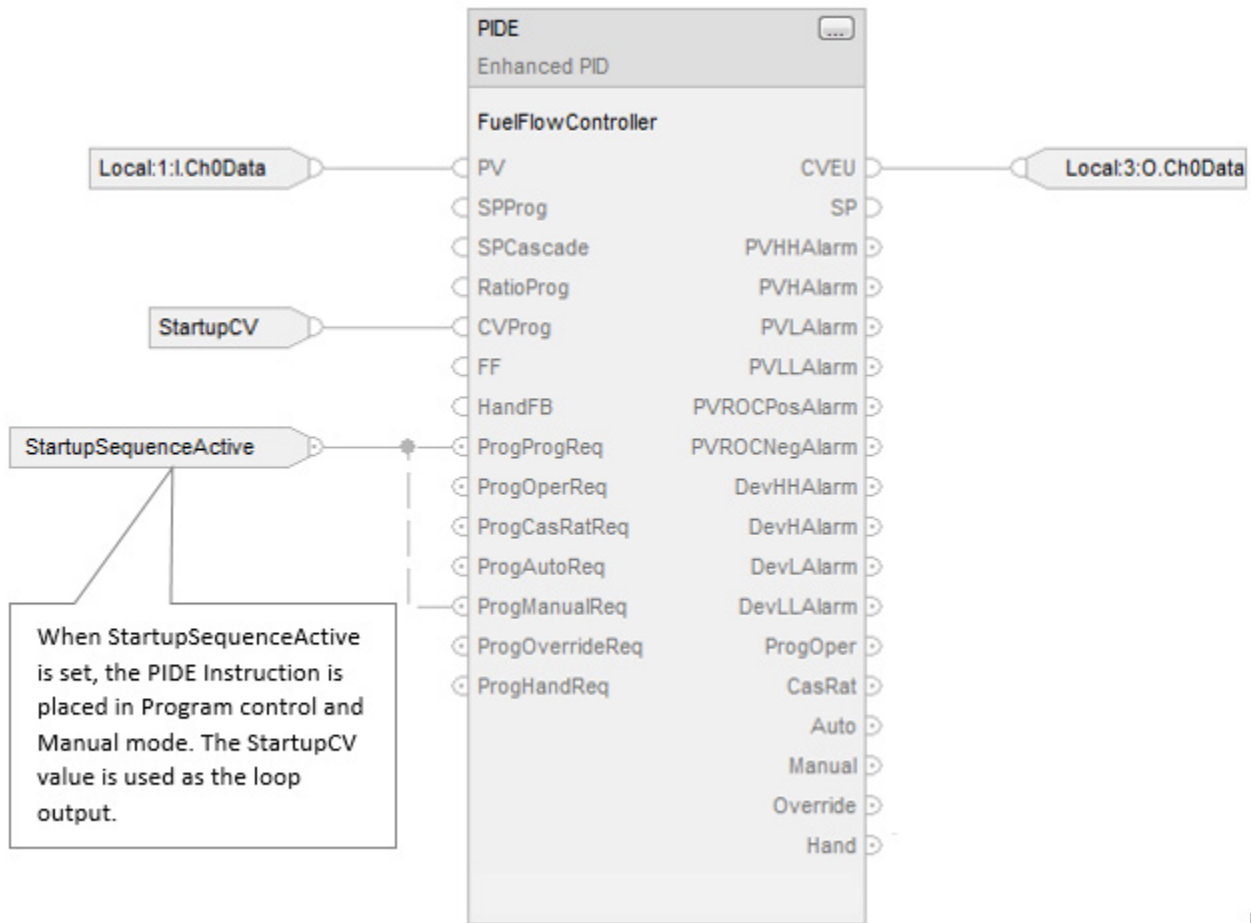 PIDE
...
Enhanced PID
FuelFlowController
Local:1:I.Ch0Data
PV
CVEU
Local:3:O.Ch0Data
SPProg
SP
SPCascade
PVHHAlarm
RatioProg
PVHAlarm
StartupCV
CVProg
PVLAlarm
FF
PVLLAlarm
HandFB
PVROCPosAlarm
StartupSequenceActive
ProgProgReq
PVROCNegAlarm
ProgOperReq
DevHHAlarm
ProgCasRatReq
DevHAlarm
ProgAutoReq
DevLAlarm
ProgManualReq
DevLLAlarm
ProgOverrideReq
ProgOper
ProgHandReq
CasRat
Auto
Manual
Override
Hand
When StartupSequenceActive
is set, the PIDE Instruction is
placed in Program control and
Manual mode. The StartupCV
value is used as the loop
output.